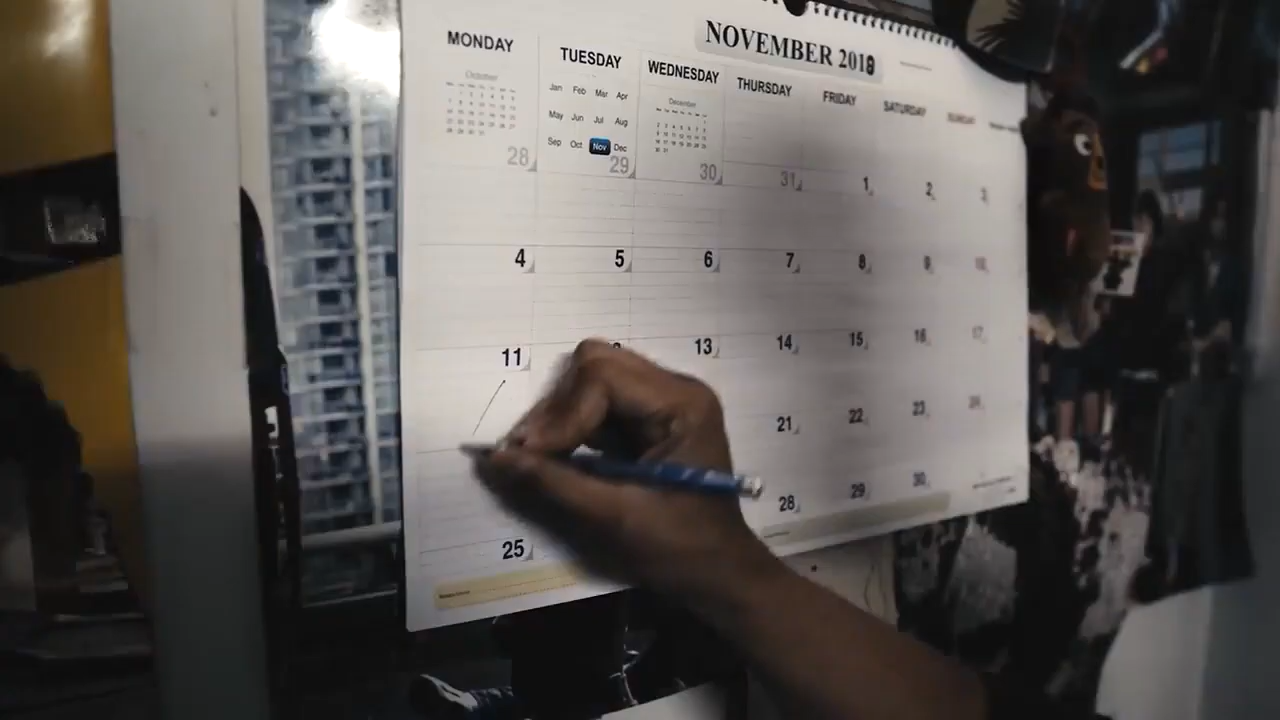 NOVEMBER 2019
MONDAY TUESDAY WEDNESDAY THURSDAY FRIDAY SATURDAY SUNDAY
October
Jan Feb Mar Apr
May Jun Jul Aug
Sep Oct Nov Dec
December
28 29 30 31 1 2 3
4 5 6 7 8 9 10
11 13 14 15 16 17
21 22 23 24
25 28 29 30